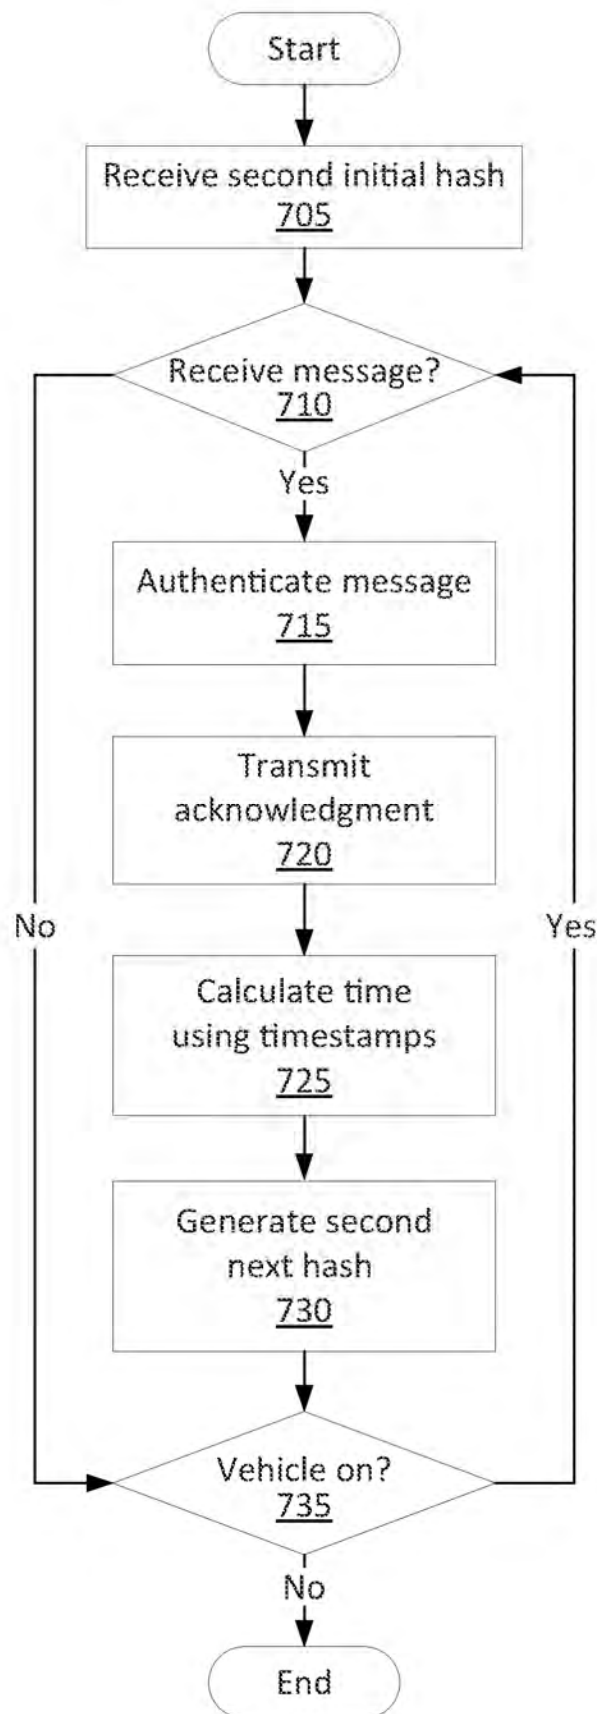 Start
Receive second initial hash
705
Receive message?
710
Yes
Authenticate message
715
Transmit
acknowledgment
720
No
Yes
Calculate time
using timestamps
725
Generate second
next hash
730
Vehicle on?
735
No
End